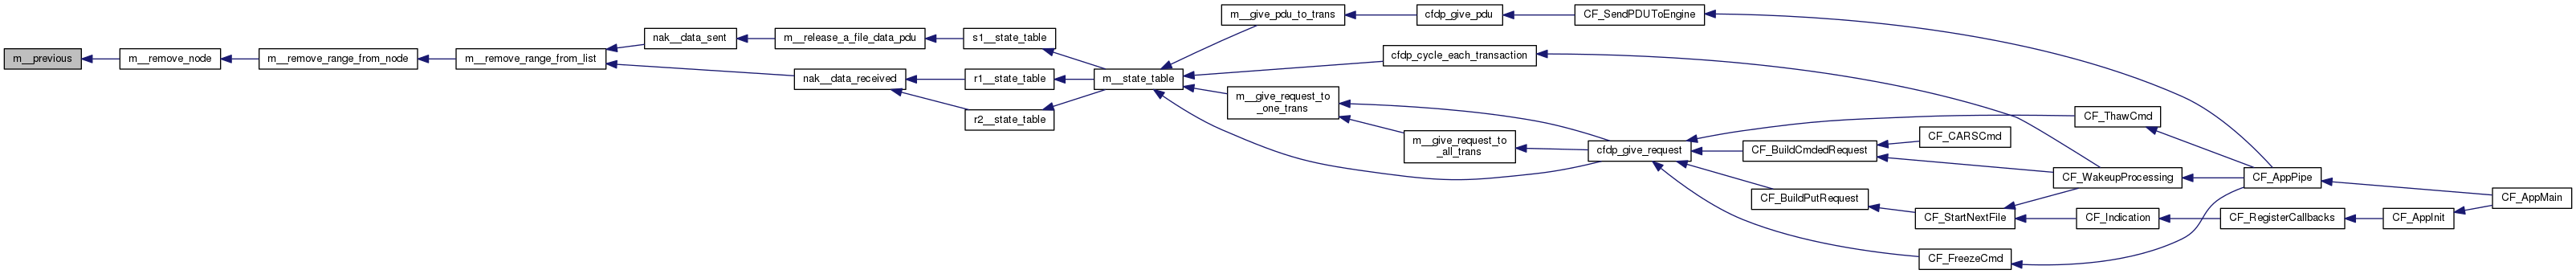 m__previous
m__remove_node
m__remove_range_from_node
m__remove_range_from_list
nak__data_sent
m__release_a_file_data_pdu
s1__state_table
nak__data_received
r1__state_table
r2__state_table
m__state_table
m__give_pdu_to_trans
cfdp_give_pdu
CF_SendPDUToEngine
cfdp_cycle_each_transaction
m__give_request_to
_one_trans
m__give_request_to
_all_trans
cfdp_give_request
CF_ThawCmd
CF_BuildCmdedRequest
CF_CARSCmd
CF_BuildPutRequest
CF_WakeupProcessing
CF_StartNextFile
CF_Indication
CF_RegisterCallbacks
CF_AppInit
CF_FreezeCmd
CF_AppPipe
CF_AppMain